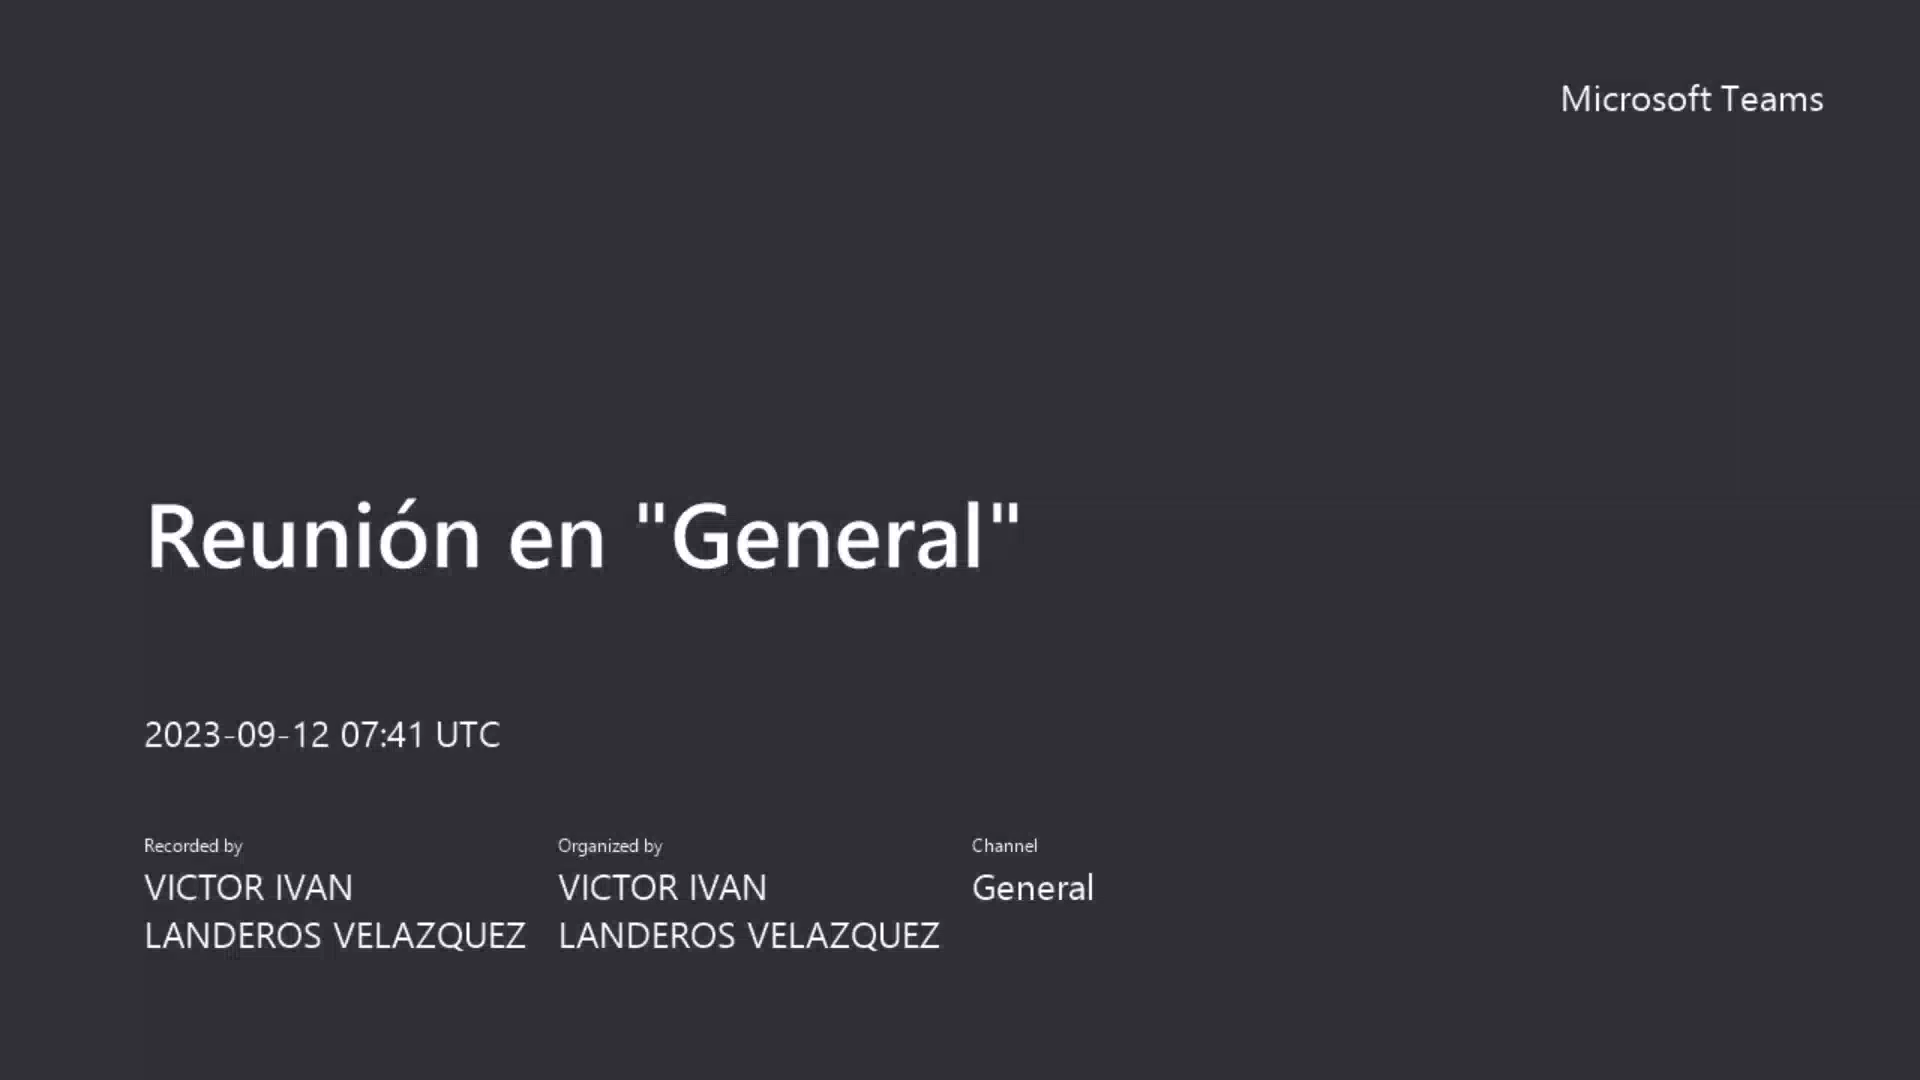 Microsoft Teams
Reunión en "General"
2023-09-12 07:41 UTC
Recorded by
VICTOR IVAN
LANDEROS VELAZQUEZ
Organized by
VICTOR IVAN
LANDEROS VELAZQUEZ
Channel
General